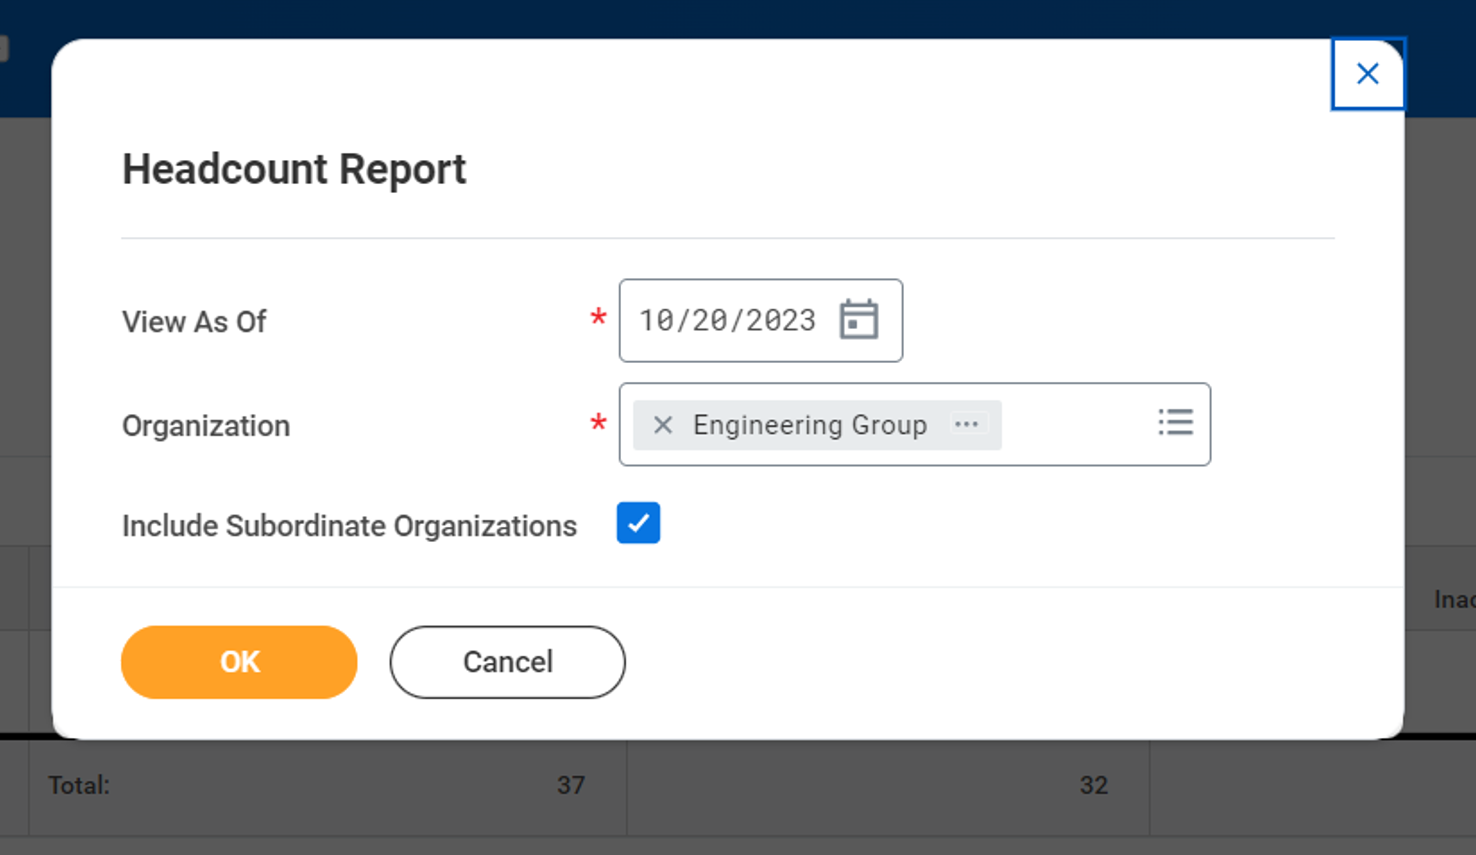 Headcount Report
View As Of * 10/20/2023
Organization * Engineering Group
Include Subordinate Organizations
OK Cancel
Total: 37 32